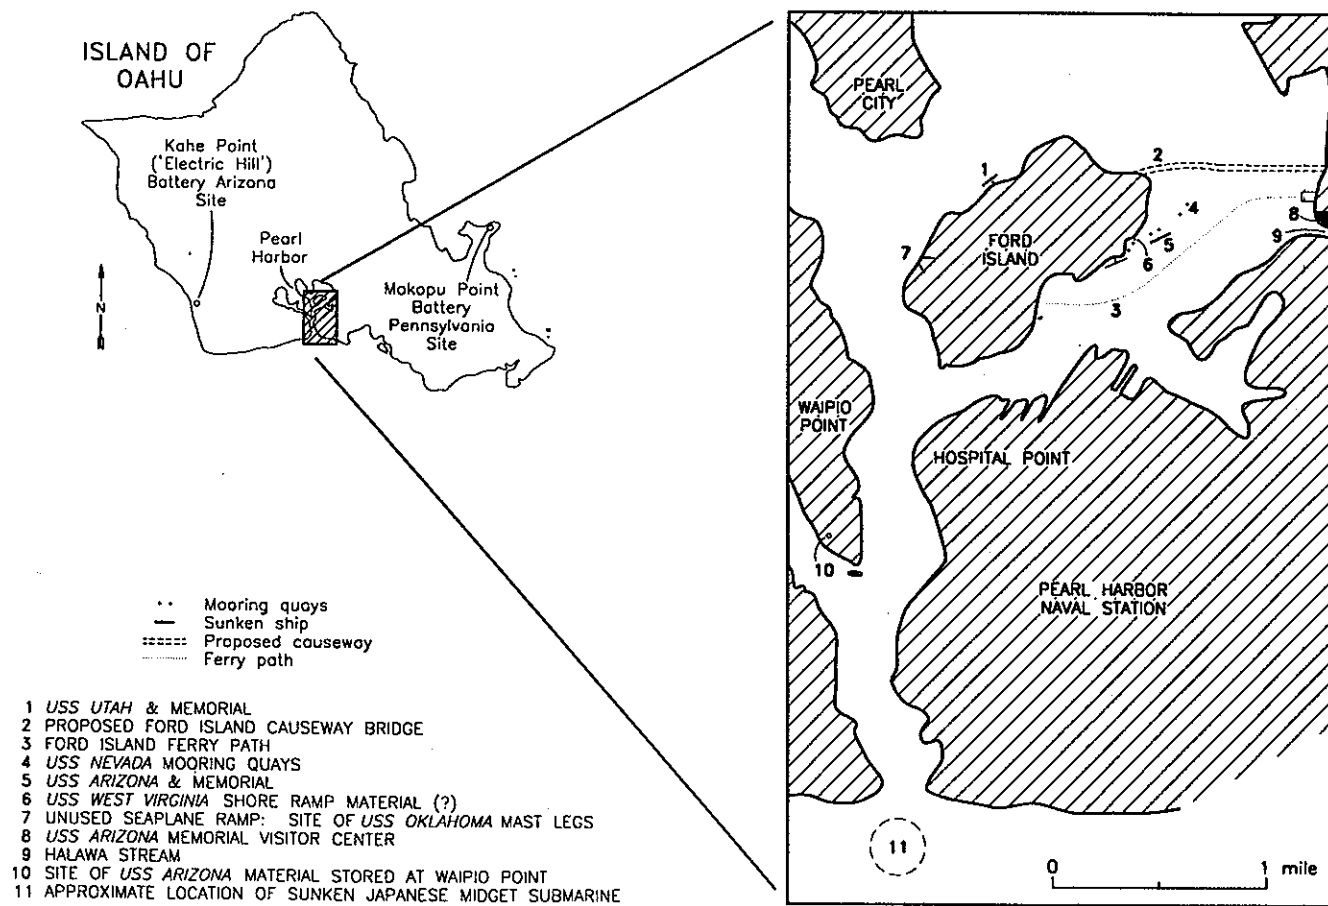 ISLAND OF
OAHU
Kahe Point
('Electric Hill')
Battery Arizona
Site
Pearl
Harbor
Mokopu Point
Battery
Pennsylvania
Site
N
PEARL
CITY
1
2
4
8
9
5
6
7
FORD
ISLAND
3
WAIPIO
POINT
HOSPITAL POINT
10
PEARL HARBOR
NAVAL STATION
11
0 1 mile
Mooring quays
Sunken ship
Proposed causeway
Ferry path
1 USS UTAH & MEMORIAL
2 PROPOSED FORD ISLAND CAUSEWAY BRIDGE
3 FORD ISLAND FERRY PATH
4 USS NEVADA MOORING QUAYS
5 USS ARIZONA & MEMORIAL
6 USS WEST VIRGINIA SHORE RAMP MATERIAL (?)
7 UNUSED SEAPLANE RAMP: SITE OF USS OKLAHOMA MAST LEGS
8 USS ARIZONA MEMORIAL VISITOR CENTER
9 HALAWA STREAM
10 SITE OF USS ARIZONA MATERIAL STORED AT WAIPIO POINT
11 APPROXIMATE LOCATION OF SUNKEN JAPANESE MIDGET SUBMARINE